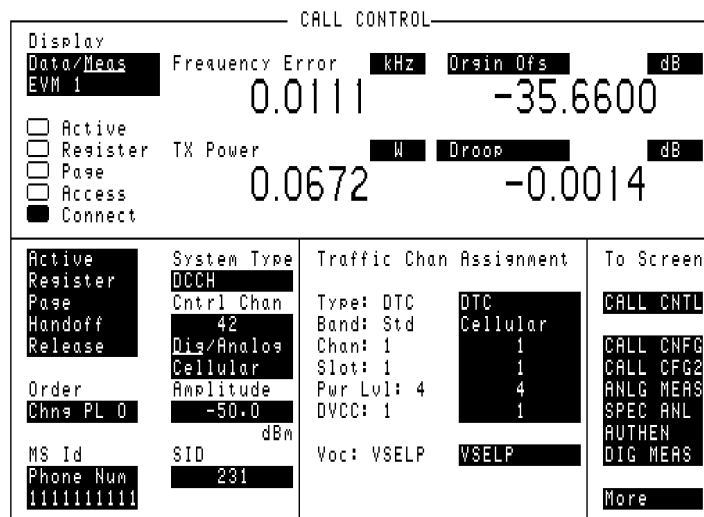 CALL CONTROL
Display
Data/Meas
EVM 1
Frequency Error kHz
0.0111
Orgin Ofs dB
-35.6600
Active
Register
Page
Access
Connect
TX Power W
0.0672
Droop dB
-0.0014
Active
Register
Page
Handoff
Release
Order
Chng PL 0
MS Id
Phone Num
1111111111
System Type
DCCH
Cntrl Chan
42
Dig/Analog
Cellular
Amplitude
-50.0
dBm
SID
231
Traffic Chan Assignment
Type: DTC DTC
Band: Std Cellular
Chan: 1 1
Slot: 1 1
Pwr Lvl: 4 4
DVCC: 1 1
Voc: VSELP VSELP
To Screen
CALL CNTL
CALL CNFG
CALL CFG2
ANLG MEAS
SPEC ANL
AUTHEN
DIG MEAS
More